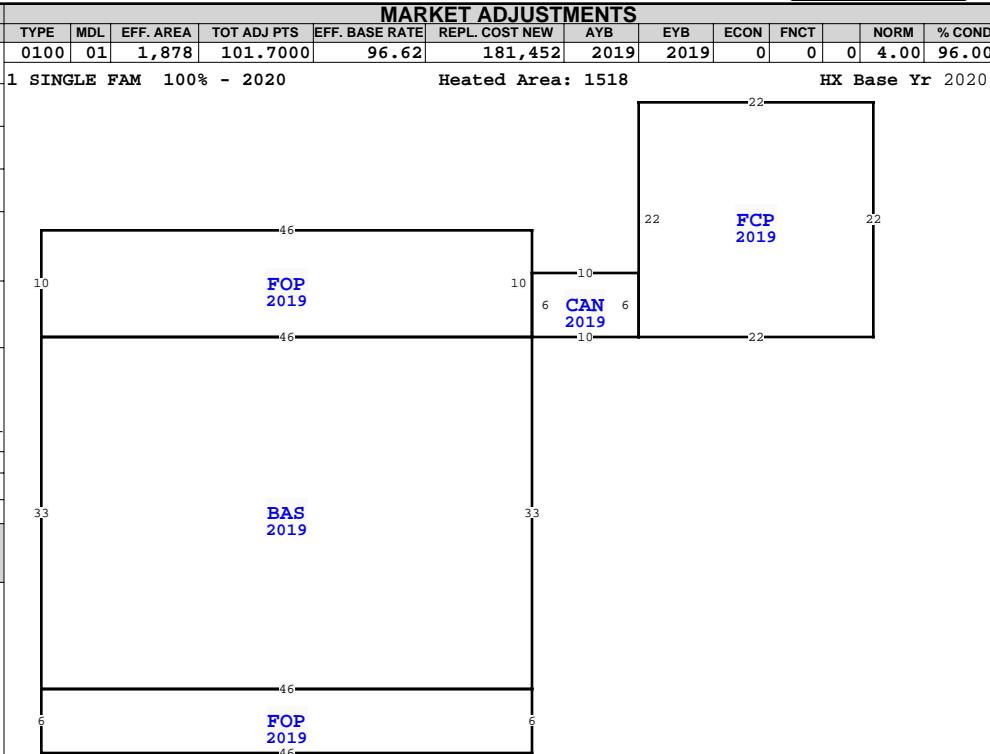 MARKET ADJUSTMENTS
TYPE MDL EFF. AREA TOT ADJ PTS EFF. BASE RATE REPL. COST NEW AYB EYB ECON FNCT NORM % COND
0100 01 1,878 101.7000 96.62 181,452 2019 2019 0 0 0 4.00 96.00
1 SINGLE FAM 100% - 2020 Heated Area: 1518 HX Base Yr 2020
22
22 FCP 22
2019
46
10 FOP 10
2019
10
6 CAN 6
2019
46 10 22
33 BAS 33
2019
46
6 FOP 6
2019
46